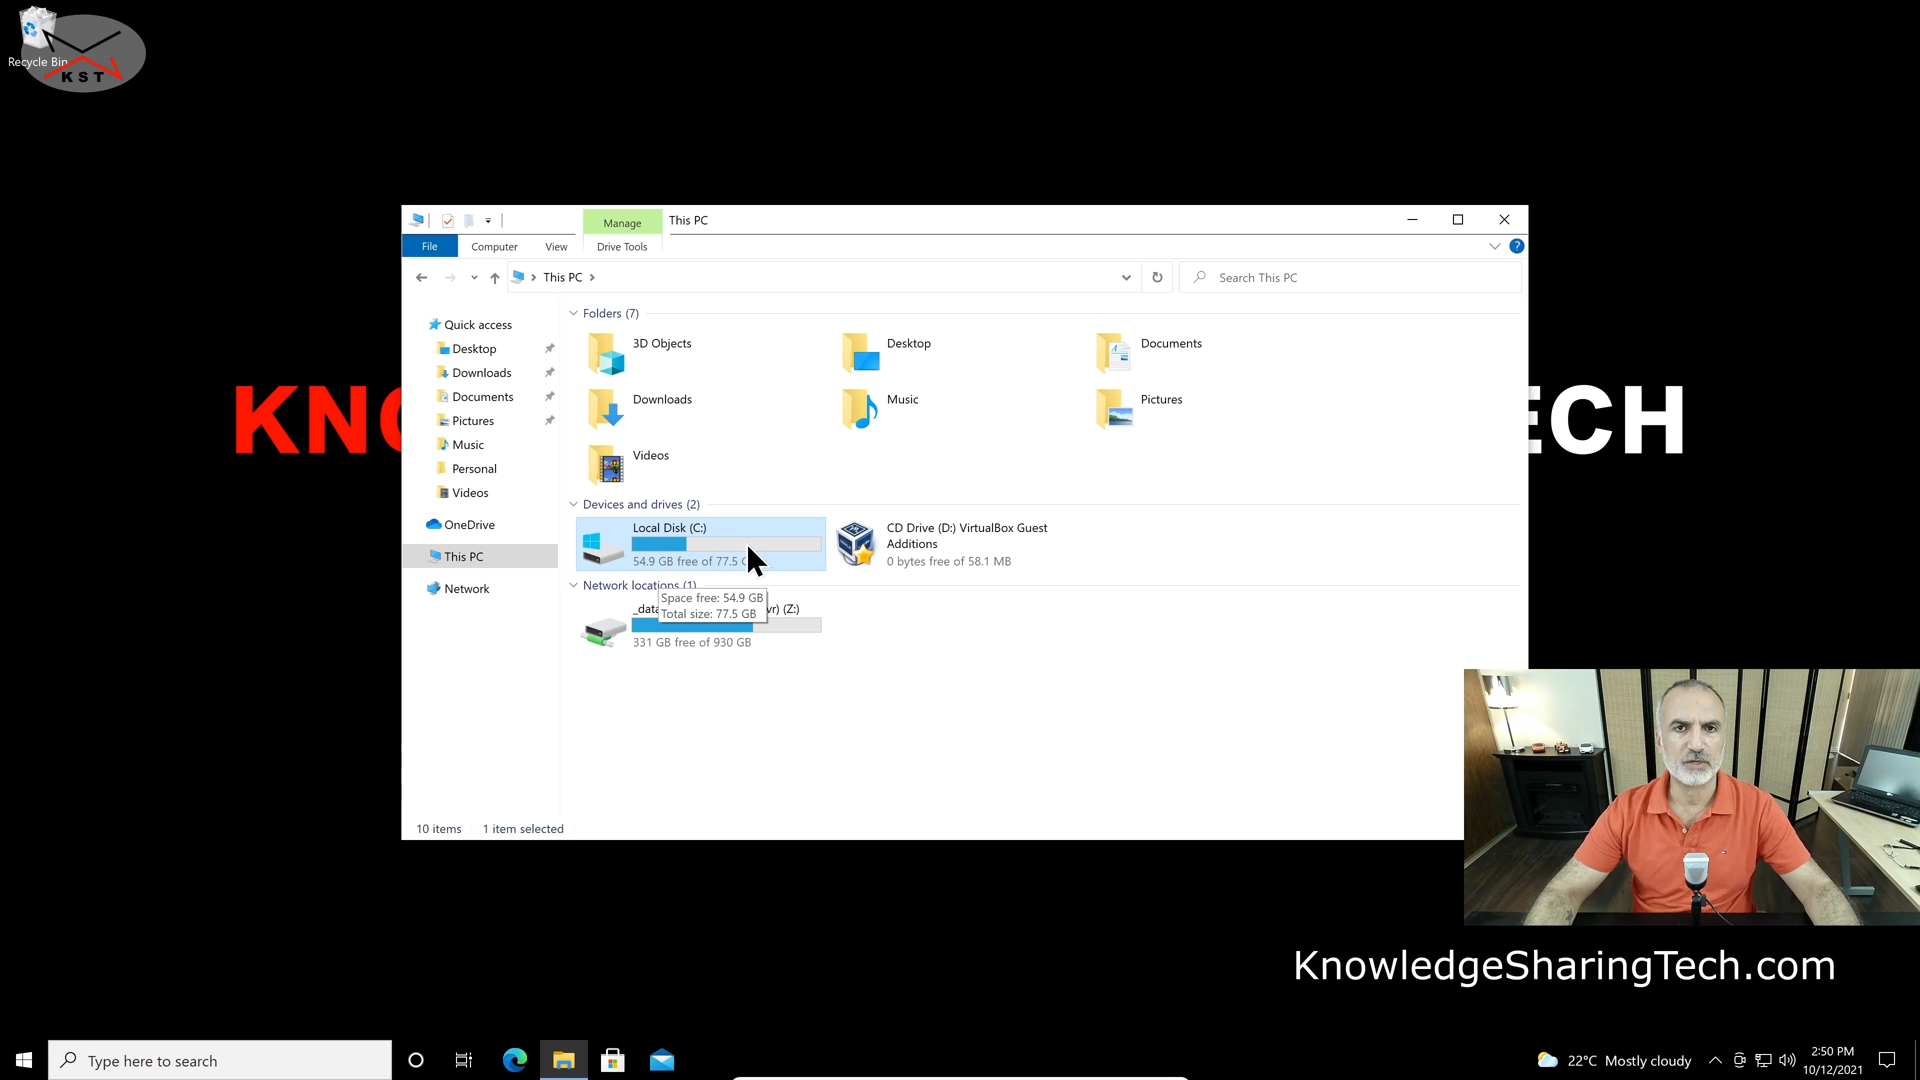 Recycle Bin
KST
Manage
This PC
File
Computer
View
Drive Tools
This PC
Search This PC
Quick access
Desktop
Downloads
Documents
Pictures
Music
Personal
Videos
OneDrive
This PC
Network
Folders (7)
3D Objects
Desktop
Documents
Downloads
Music
Pictures
Videos
Devices and drives (2)
Local Disk (C:)
54.9 GB free of 77.5
CD Drive (D:) VirtualBox Guest
Additions
0 bytes free of 58.1 MB
Network locations (1)
Space free: 54.9 GB
Total size: 77.5 GB
(Z:)
331 GB free of 930 GB
10 items
1 item selected
KN
ECH
KnowledgeSharingTech.com
Type here to search
22°C Mostly cloudy
2:50 PM
10/12/2021